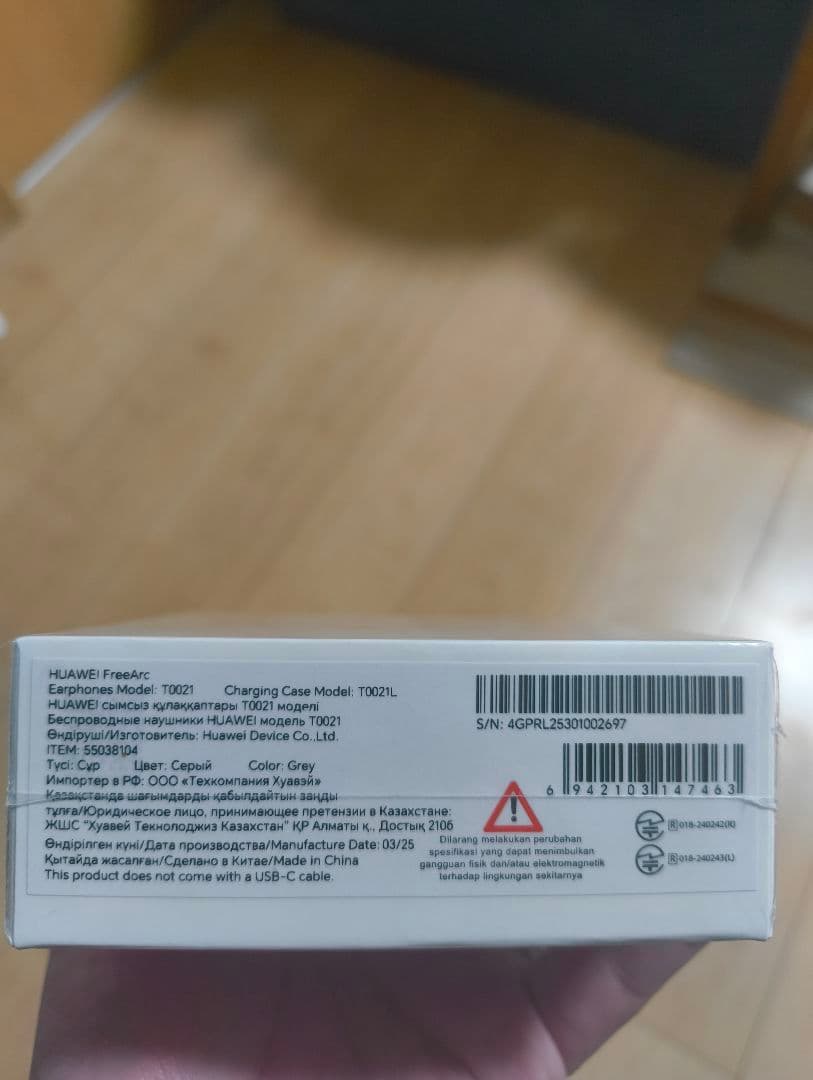 HUAWEI FreeArc
Earphones Model: T0021 Charging Case Model: T0021L
HUAWEI сымсыз құлаққаптары T0021 моделі
Беспроводные наушники HUAWEI модель T0021
Өндіруші/Изготовитель: Huawei Device Co.,Ltd.
ITEM: 55038104
Түсі: Сұр Цвет: Серый Color: Grey
Импортер в РФ: ООО «Техкомпания Хуавэй»
Қазақстанда шағымдарды қабылдайтын заңды
тұлға/Юридическое лицо, принимающее претензии в Казахстане:
ЖШС "Хуавей Текнолоджиз Казахстан" ҚР Алматы қ., Достық 210б
Өндірілген күні/Дата производства/Manufacture Date: 03/25
Қытайда жасалған/Сделано в Китае/Made in China
This product does not come with a USB-C cable.
S/N: 4GPRL25301002697
6 942103 147463
Dilarang melakukan perubahan
spesifikasi yang dapat menimbulkan
gangguan fisik dan/atau elektromagnetik
terhadap lingkungan sekitarnya
R 018-240242(R)
R 018-240243(L)